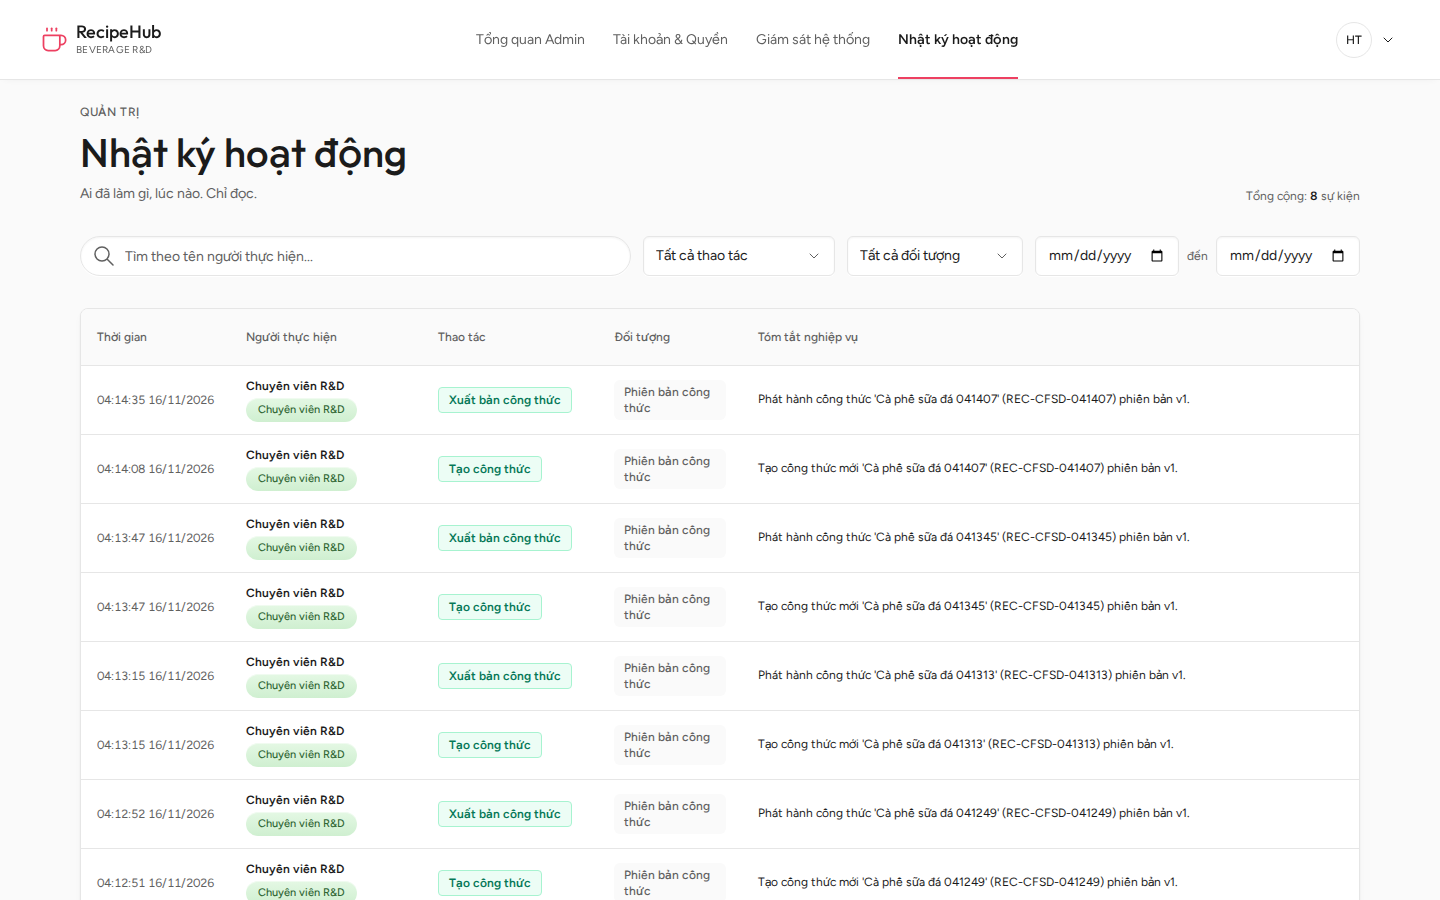 RecipeHub
BEVERAGE R&D
Tổng quan Admin
Tài khoản & Quyền
Giám sát hệ thống
Nhật ký hoạt động
HT
QUẢN TRỊ
Nhật ký hoạt động
Ai đã làm gì, lúc nào. Chỉ đọc.
Tổng cộng: 8 sự kiện
Tìm theo tên người thực hiện...
Tất cả thao tác
Tất cả đối tượng
mm/dd/yyyy
đến
mm/dd/yyyy
Thời gian
Người thực hiện
Thao tác
Đối tượng
Tóm tắt nghiệp vụ
04:14:35 16/11/2026
Chuyên viên R&D
Chuyên viên R&D
Xuất bản công thức
Phiên bản công
thức
Phát hành công thức 'Cà phê sữa đá 041407' (REC-CFSD-041407) phiên bản v1.
04:14:08 16/11/2026
Chuyên viên R&D
Chuyên viên R&D
Tạo công thức
Phiên bản công
thức
Tạo công thức mới 'Cà phê sữa đá 041407' (REC-CFSD-041407) phiên bản v1.
04:13:47 16/11/2026
Chuyên viên R&D
Chuyên viên R&D
Xuất bản công thức
Phiên bản công
thức
Phát hành công thức 'Cà phê sữa đá 041345' (REC-CFSD-041345) phiên bản v1.
04:13:47 16/11/2026
Chuyên viên R&D
Chuyên viên R&D
Tạo công thức
Phiên bản công
thức
Tạo công thức mới 'Cà phê sữa đá 041345' (REC-CFSD-041345) phiên bản v1.
04:13:15 16/11/2026
Chuyên viên R&D
Chuyên viên R&D
Xuất bản công thức
Phiên bản công
thức
Phát hành công thức 'Cà phê sữa đá 041313' (REC-CFSD-041313) phiên bản v1.
04:13:15 16/11/2026
Chuyên viên R&D
Chuyên viên R&D
Tạo công thức
Phiên bản công
thức
Tạo công thức mới 'Cà phê sữa đá 041313' (REC-CFSD-041313) phiên bản v1.
04:12:52 16/11/2026
Chuyên viên R&D
Chuyên viên R&D
Xuất bản công thức
Phiên bản công
thức
Phát hành công thức 'Cà phê sữa đá 041249' (REC-CFSD-041249) phiên bản v1.
04:12:51 16/11/2026
Chuyên viên R&D
Chuyên viên R&D
Tạo công thức
Phiên bản công
thức
Tạo công thức mới 'Cà phê sữa đá 041249' (REC-CFSD-041249) phiên bản v1.